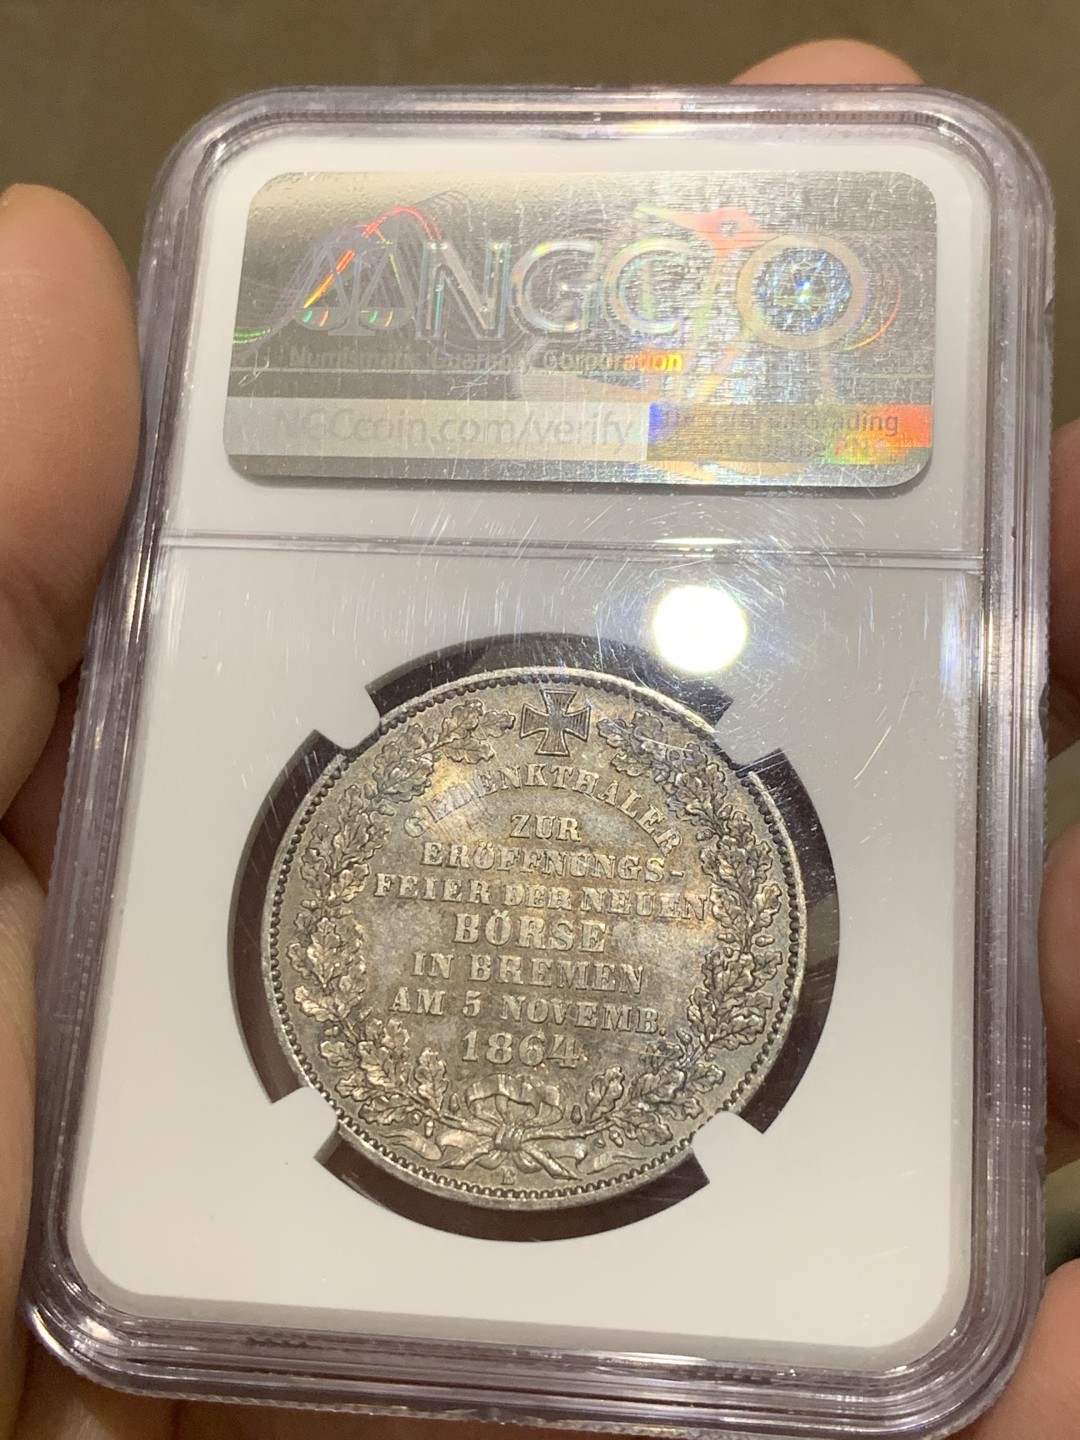 NGC
Numismatic Guaranty Corporation
NGCcoin.com/verify
Grading
GEDENKTHALER
ZUR
ERÖFFNUNGS-
FEIER DER NEUEN
BÖRSE
IN BREMEN
AM 5 NOVEMB.
1864
B